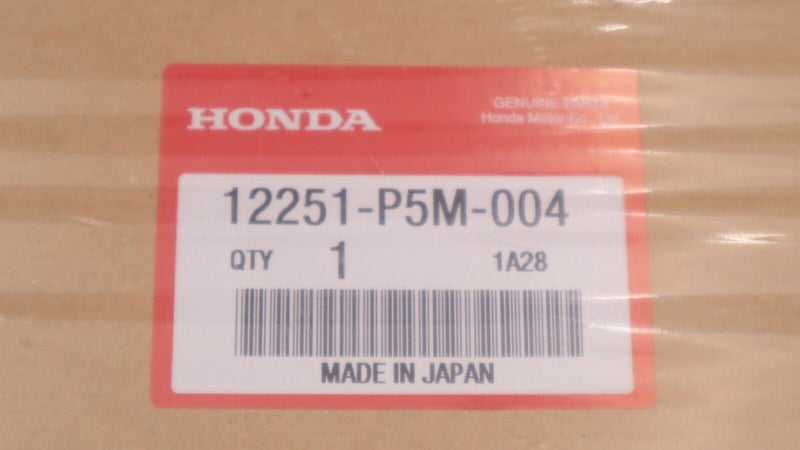 HONDA
GENUINE PARTS
Honda Motor Co., Ltd.
12251-P5M-004
QTY 1 1A28
MADE IN JAPAN